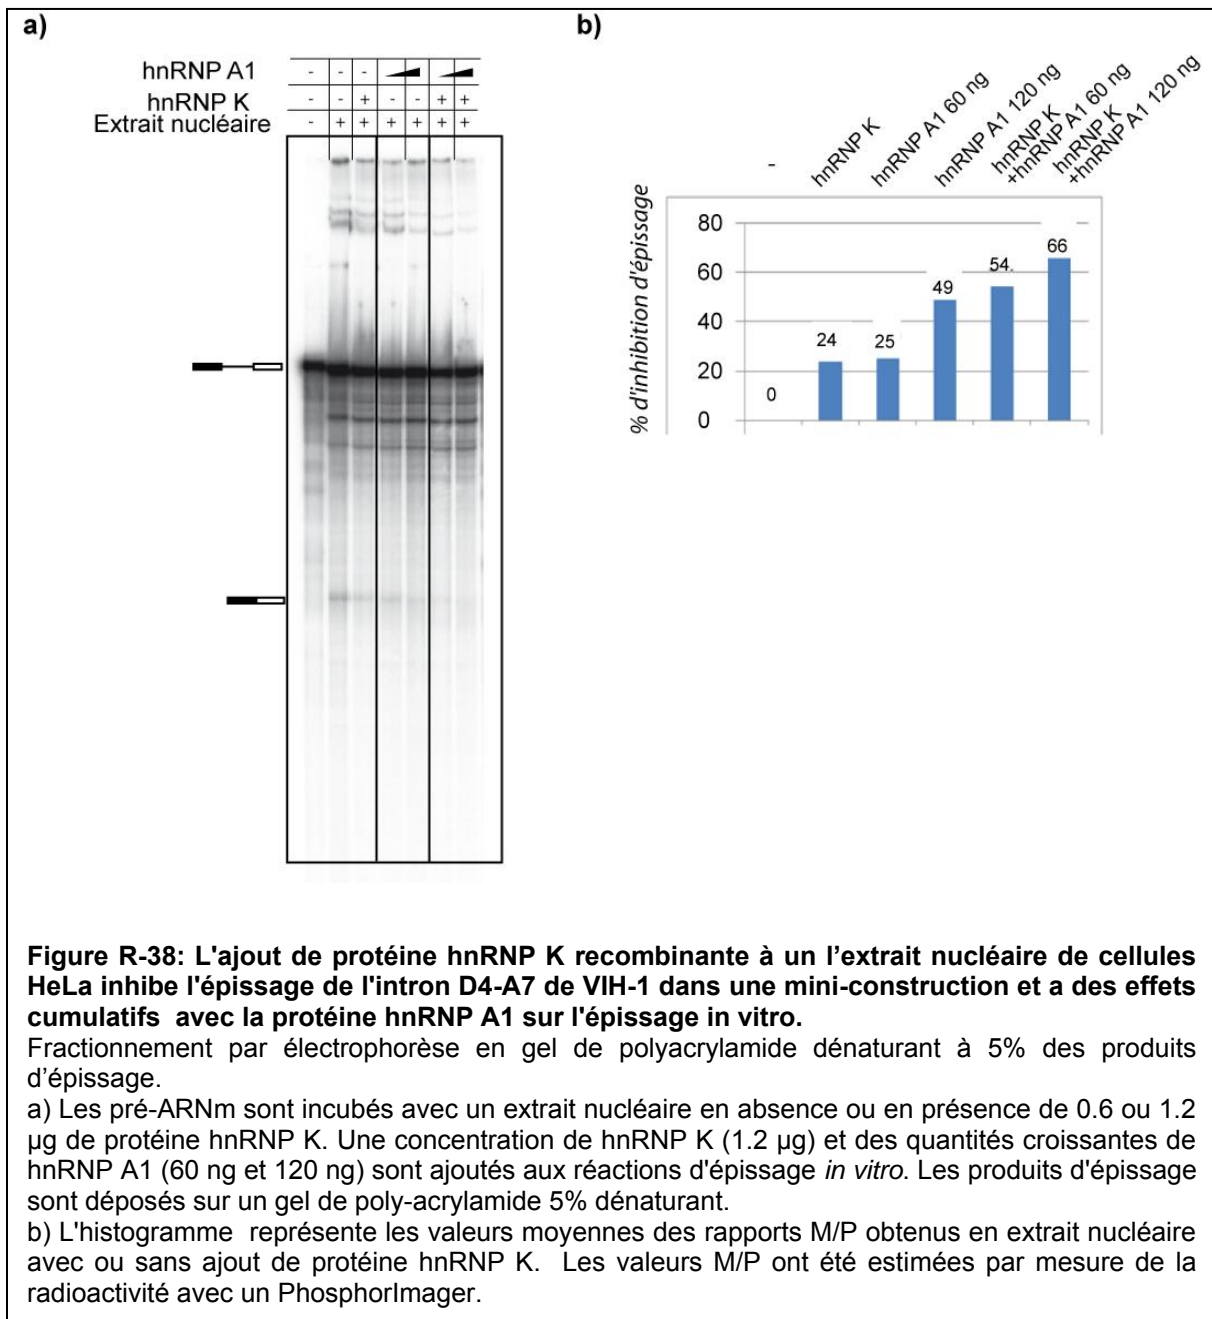 a)
hnRNP A1 - - -
hnRNP K - - + - - + +
Extrait nucléaire - + + + + + +
b)
-
hnRNP K
hnRNP A1 60 ng
hnRNP A1 120 ng
hnRNP K
+hnRNP A1 60 ng
hnRNP K
+hnRNP A1 120 ng
% d'inhibition d'épissage
80
60
40
20
0
0
24
25
49
54.
66
Figure R-38: L'ajout de protéine hnRNP K recombinante à un l’extrait nucléaire de cellules
HeLa inhibe l'épissage de l'intron D4-A7 de VIH-1 dans une mini-construction et a des effets
cumulatifs avec la protéine hnRNP A1 sur l'épissage in vitro.
Fractionnement par électrophorèse en gel de polyacrylamide dénaturant à 5% des produits
d’épissage.
a) Les pré-ARNm sont incubés avec un extrait nucléaire en absence ou en présence de 0.6 ou 1.2
µg de protéine hnRNP K. Une concentration de hnRNP K (1.2 µg) et des quantités croissantes de
hnRNP A1 (60 ng et 120 ng) sont ajoutés aux réactions d'épissage in vitro. Les produits d'épissage
sont déposés sur un gel de poly-acrylamide 5% dénaturant.
b) L'histogramme représente les valeurs moyennes des rapports M/P obtenus en extrait nucléaire
avec ou sans ajout de protéine hnRNP K. Les valeurs M/P ont été estimées par mesure de la
radioactivité avec un PhosphorImager.